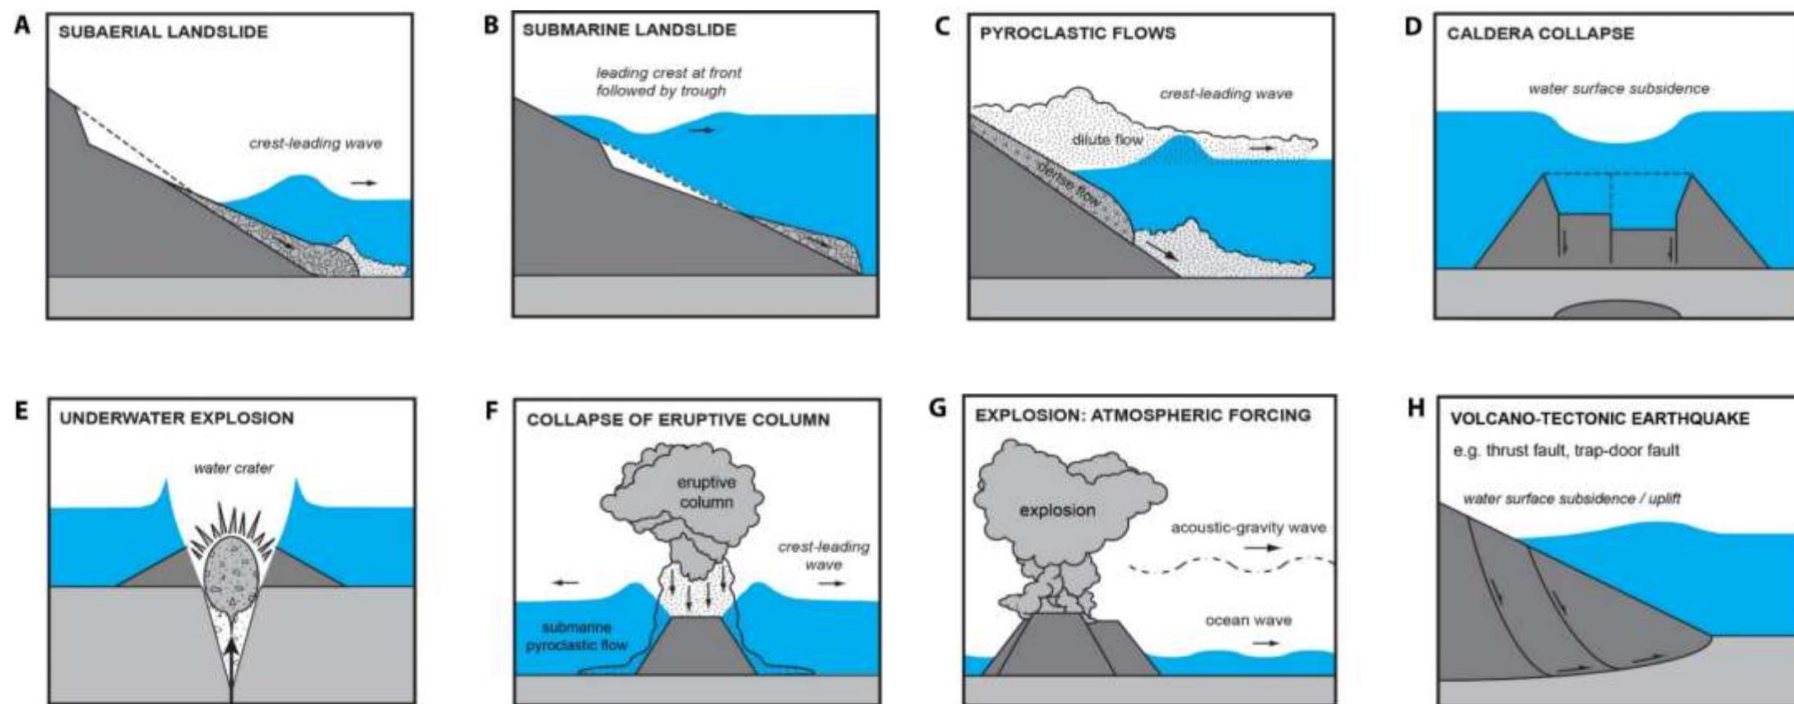 A
SUBAERIAL LANDSLIDE
crest-leading wave
B
SUBMARINE LANDSLIDE
leading crest at front
followed by trough
C
PYROCLASTIC FLOWS
crest-leading wave
dilute flow
dense flow
D
CALDERA COLLAPSE
water surface subsidence
E
UNDERWATER EXPLOSION
water crater
F
COLLAPSE OF ERUPTIVE COLUMN
eruptive
column
crest-leading
wave
submarine
pyroclastic flow
G
EXPLOSION: ATMOSPHERIC FORCING
explosion
acoustic-gravity wave
ocean wave
H
VOLCANO-TECTONIC EARTHQUAKE
e.g. thrust fault, trap-door fault
water surface subsidence / uplift